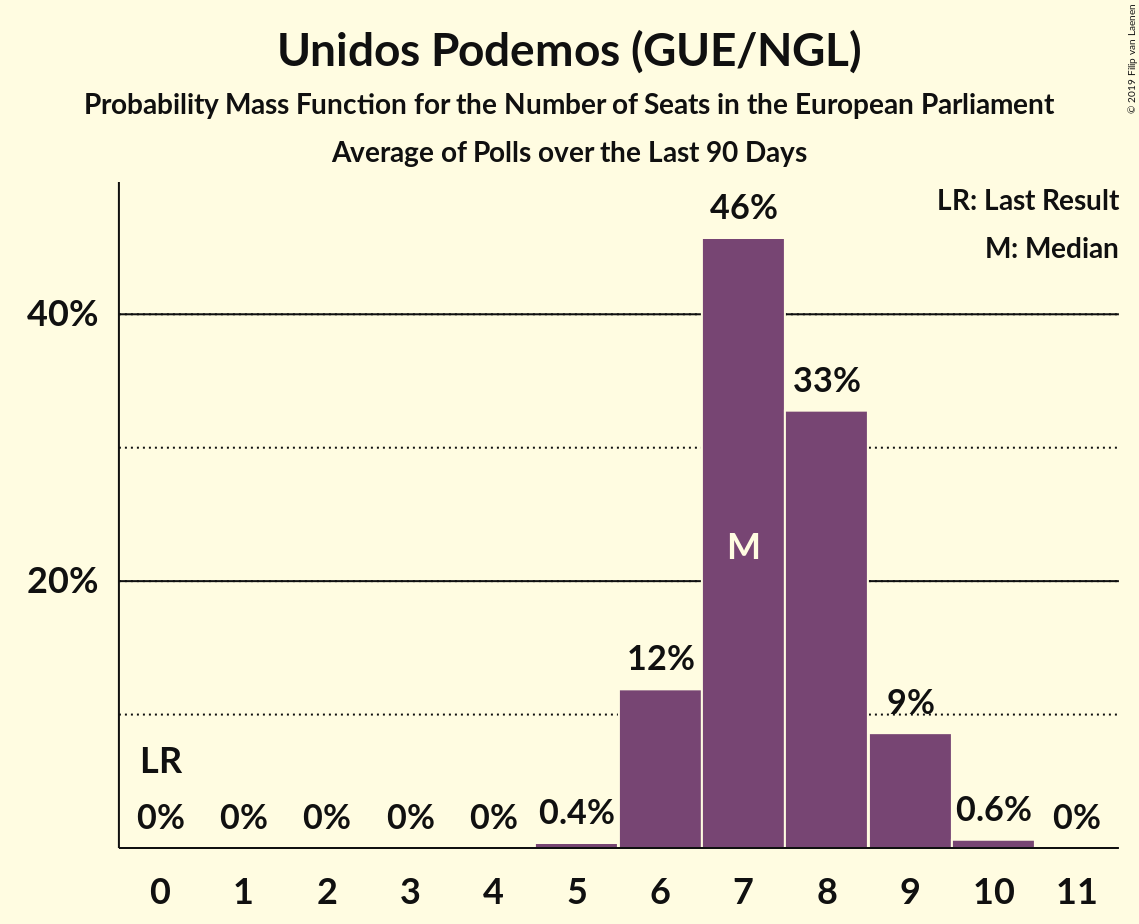 Unidos Podemos (GUE/NGL)
Probability Mass Function for the Number of Seats in the European Parliament
Average of Polls over the Last 90 Days
© 2019 Filip van Laenen
LR: Last Result
M: Median
46%
40%
33%
M
20%
12%
9%
LR
0% 0% 0% 0% 0% 0.4% 0.6% 0%
0 1 2 3 4 5 6 7 8 9 10 11